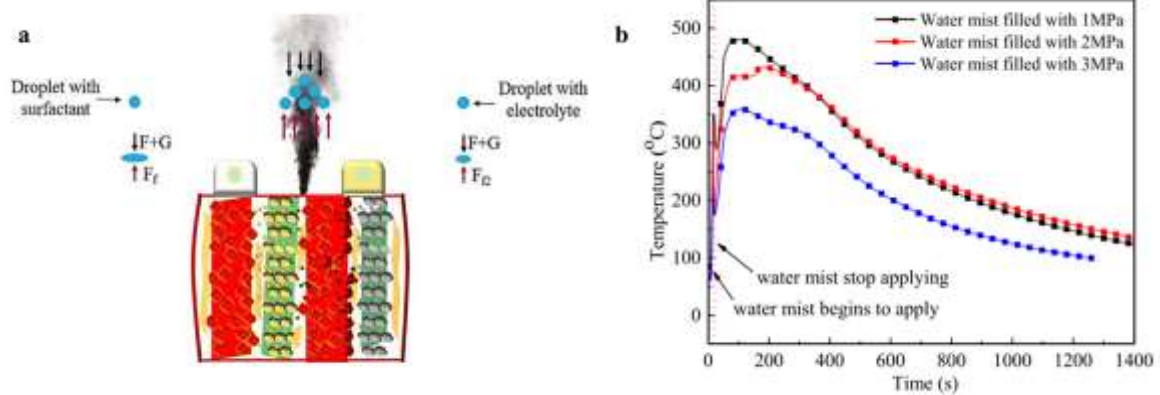 a
Droplet with
surfactant
F+G
F_f
Droplet with
electrolyte
F+G
F_f2
b
Water mist filled with 1MPa
Water mist filled with 2MPa
Water mist filled with 3MPa
500
400
300
200
100
0
Temperature (°C)
water mist stop applying
water mist begins to apply
0 200 400 600 800 1000 1200 1400
Time (s)